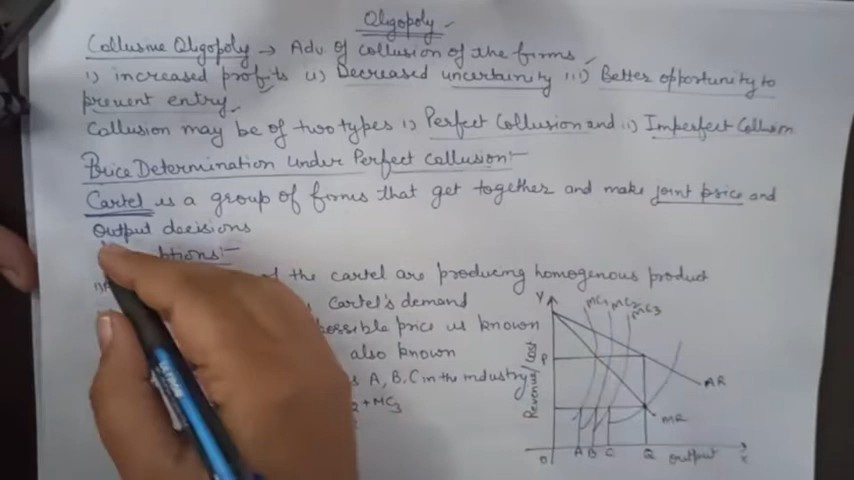 Oligopoly
Collusive Oligopoly → Adv of collusion of the firms
i) increased profits ii) Decreased uncertainty iii) Better opportunity to
prevent entry.
Collusion may be of two types i) Perfect Collusion and ii) Imperfect Collusion
Price Determination under Perfect collusion:-
Cartel is a group of firms that get together and make joint price and
Output decisions
ptions:-
of the cartel are producing homogenous product
Cartel's demand
possible price is known
also known
A, B, C in the industry
2 + MC3
Y
MC1 MC2 MC3
Revenue/Cost
P
AR
MR
O A B C Q output X